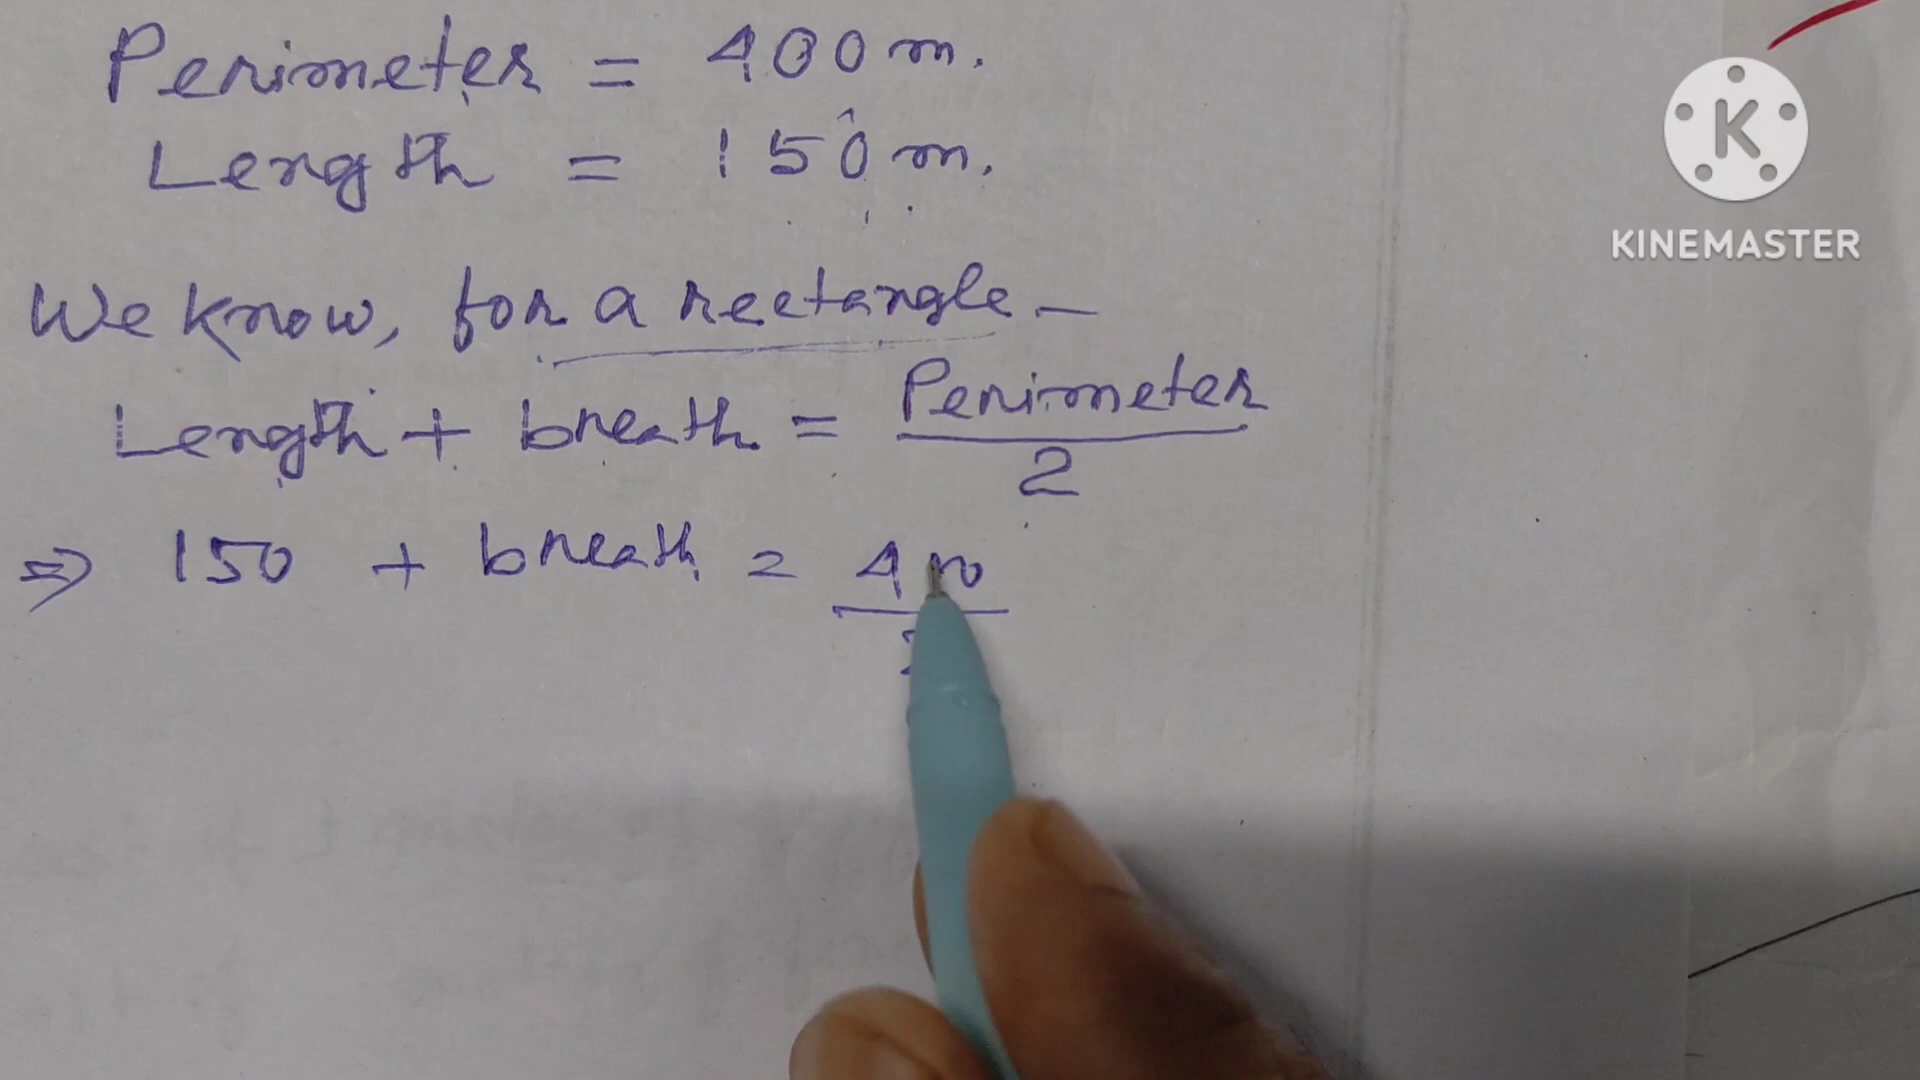 Perimeter = 400 m.
Length = 150 m.
We know, for a rectangle —
Length + breath = Perimeter / 2
⇒ 150 + breath = 400 / 2
K
KINEMASTER